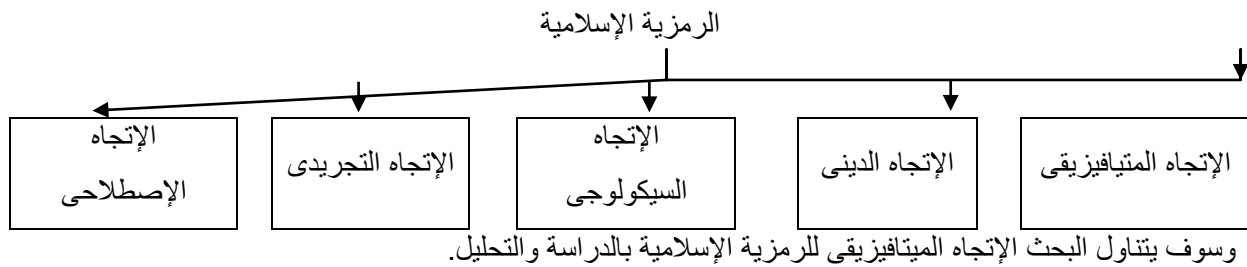 الرمزية الإسلامية
الإتجاه المتيافيزيقى
الإتجاه الدينى
الإتجاه
السيكولوجى
الإتجاه التجريدى
الإتجاه
الإصطلاحى
وسوف يتناول البحث الإتجاه الميتافيزيقى للرمزية الإسلامية بالدراسة والتحليل.